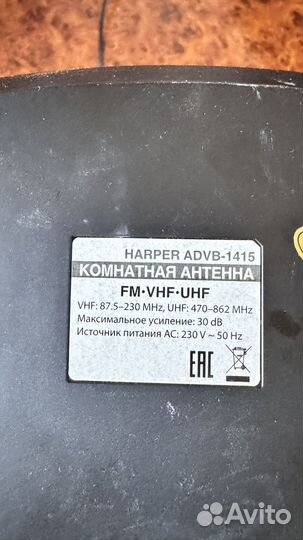 HARPER ADVB-1415
КОМНАТНАЯ АНТЕННА
FM·VHF·UHF
VHF: 87.5–230 MHz, UHF: 470–862 MHz
Максимальное усиление: 30 dB
Источник питания AC: 230 V ~ 50 Hz
EAC
Avito